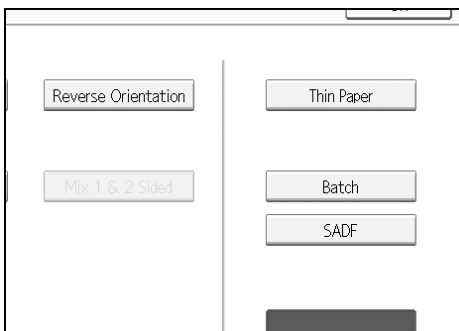 Reverse Orientation
Thin Paper
Mix 1 & 2 Sided
Batch
SADF